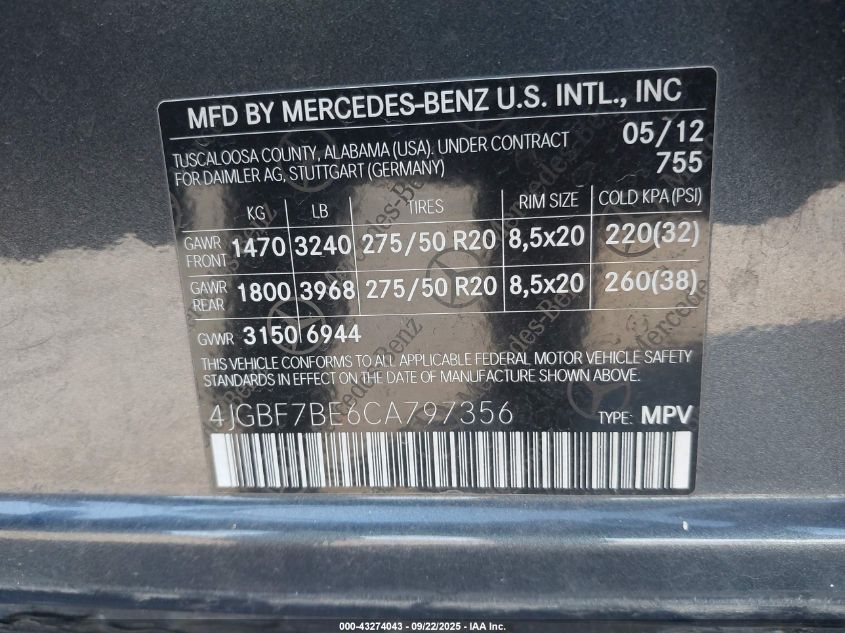 MFD BY MERCEDES-BENZ U.S. INTL., INC
TUSCALOOSA COUNTY, ALABAMA (USA). UNDER CONTRACT 05/12
FOR DAIMLER AG, STUTTGART (GERMANY) 755
KG LB TIRES RIM SIZE COLD KPA (PSI)
GAWR FRONT 1470 3240 275/50 R20 8,5x20 220(32)
GAWR REAR 1800 3968 275/50 R20 8,5x20 260(38)
GVWR 3150 6944
THIS VEHICLE CONFORMS TO ALL APPLICABLE FEDERAL MOTOR VEHICLE SAFETY
STANDARDS IN EFFECT ON THE DATE OF MANUFACTURE SHOWN ABOVE.
4JGBF7BE6CA797356 TYPE: MPV
000-43274043 - 09/22/2025 - IAA Inc.